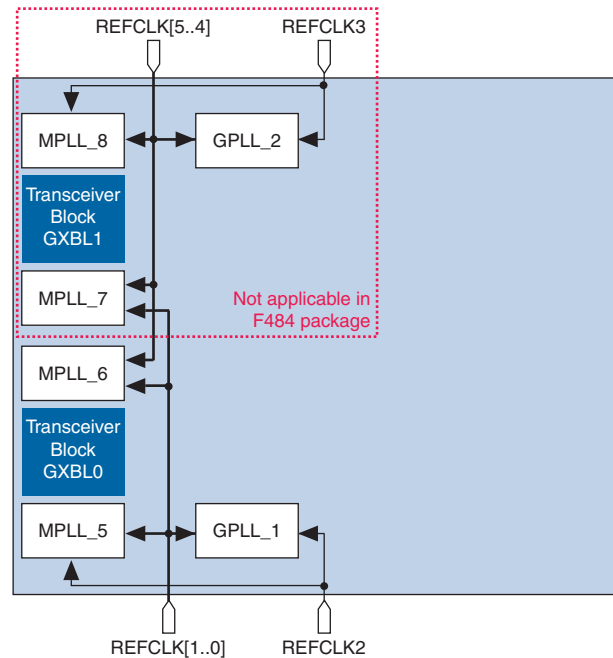 REFCLK[5..4]
REFCLK3
MPLL_8
GPLL_2
Transceiver
Block
GXBL1
MPLL_7
Not applicable in
F484 package
MPLL_6
Transceiver
Block
GXBL0
MPLL_5
GPLL_1
REFCLK[1..0]
REFCLK2